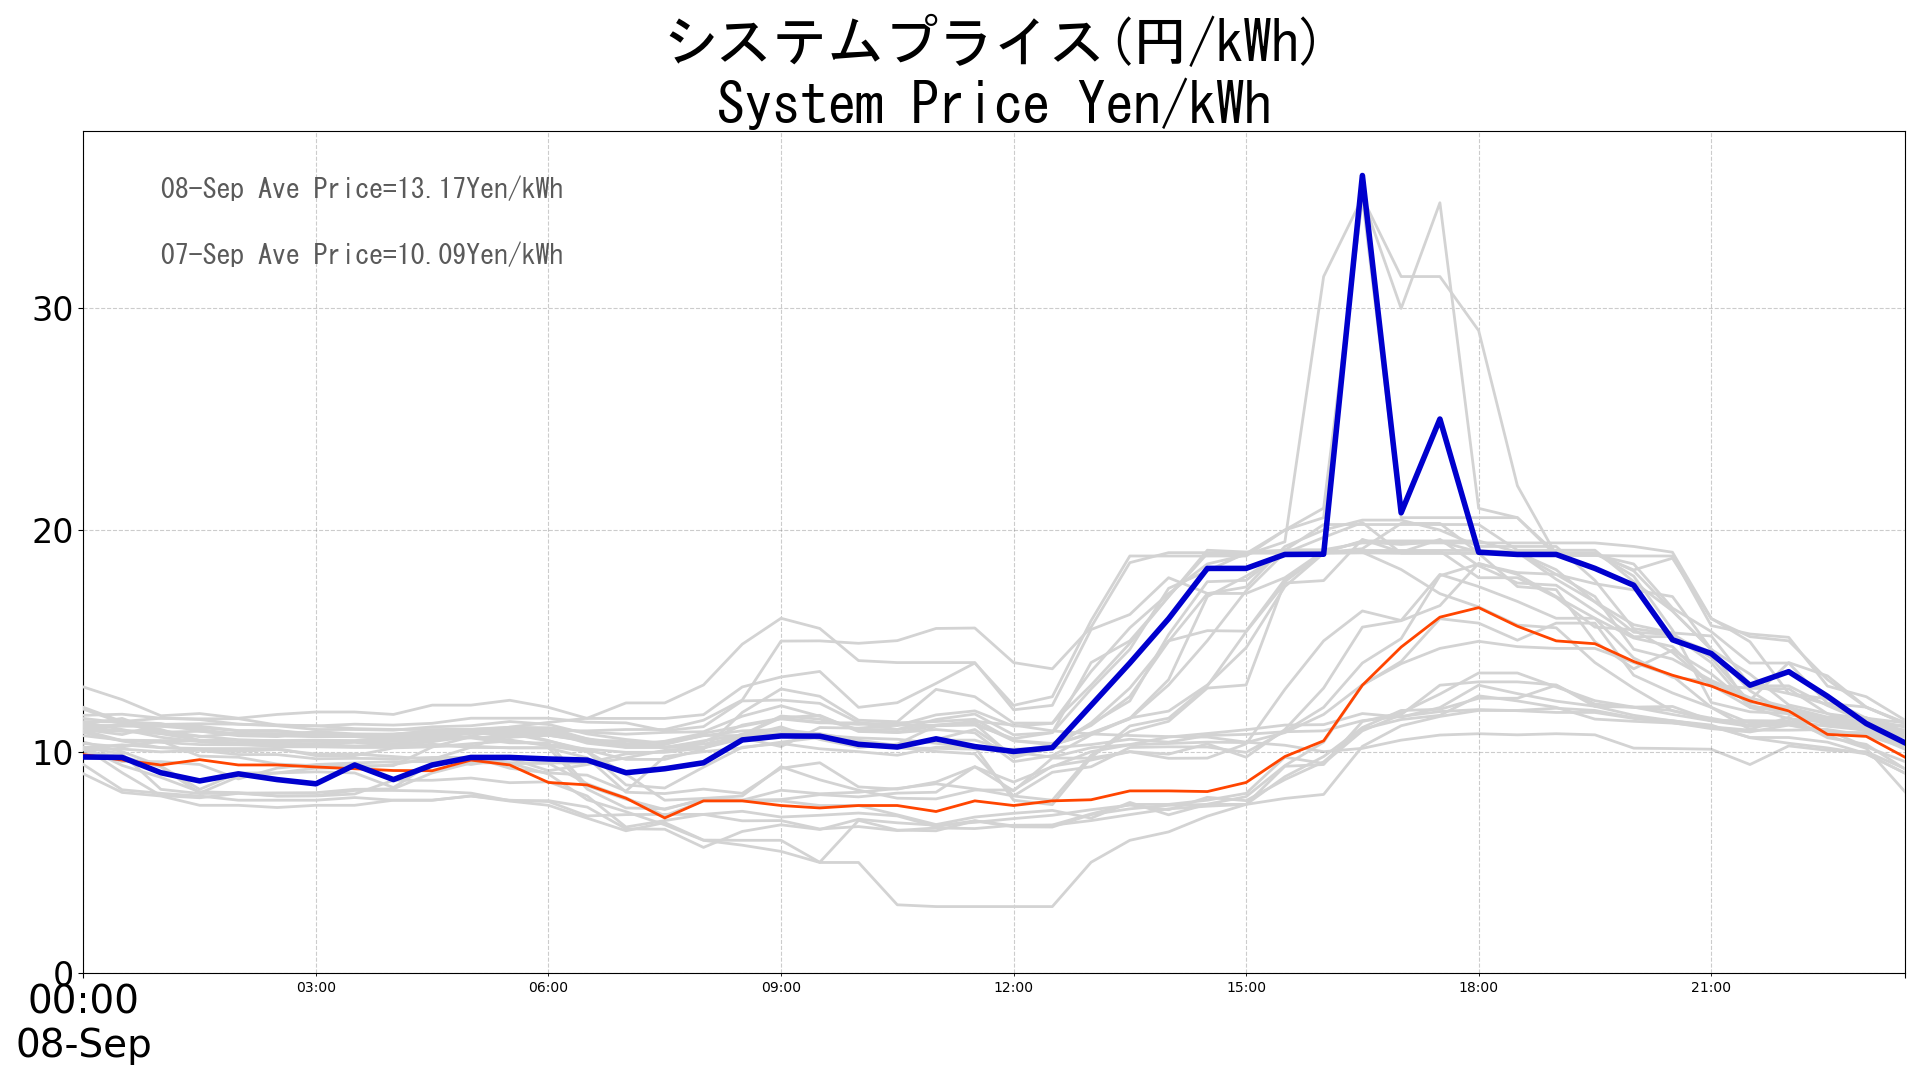 システムプライス(円/kWh)
System Price Yen/kWh
08-Sep Ave Price=13.17Yen/kWh
07-Sep Ave Price=10.09Yen/kWh
30
20
10
0
00:00 03:00 06:00 09:00 12:00 15:00 18:00 21:00
08-Sep